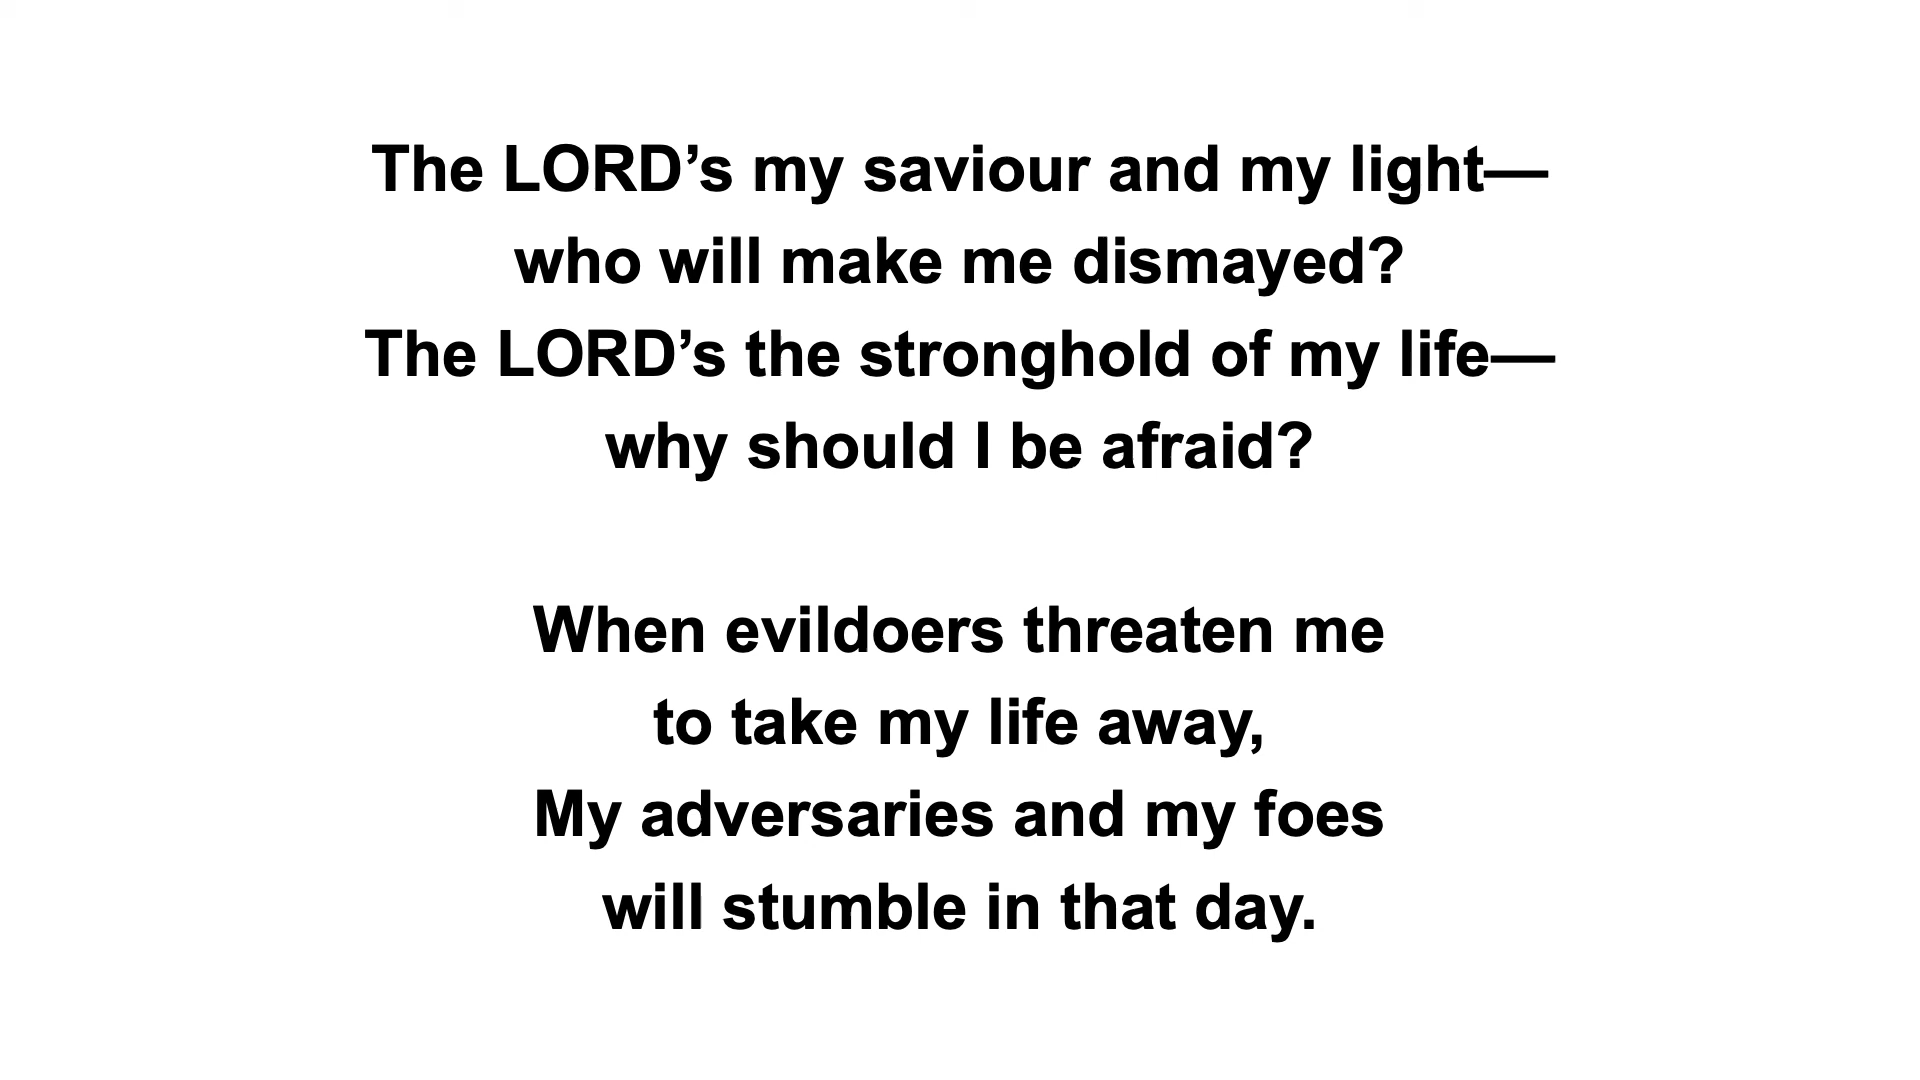 The LORD’s my saviour and my light—
who will make me dismayed?
The LORD’s the stronghold of my life—
why should I be afraid?
When evildoers threaten me
to take my life away,
My adversaries and my foes
will stumble in that day.